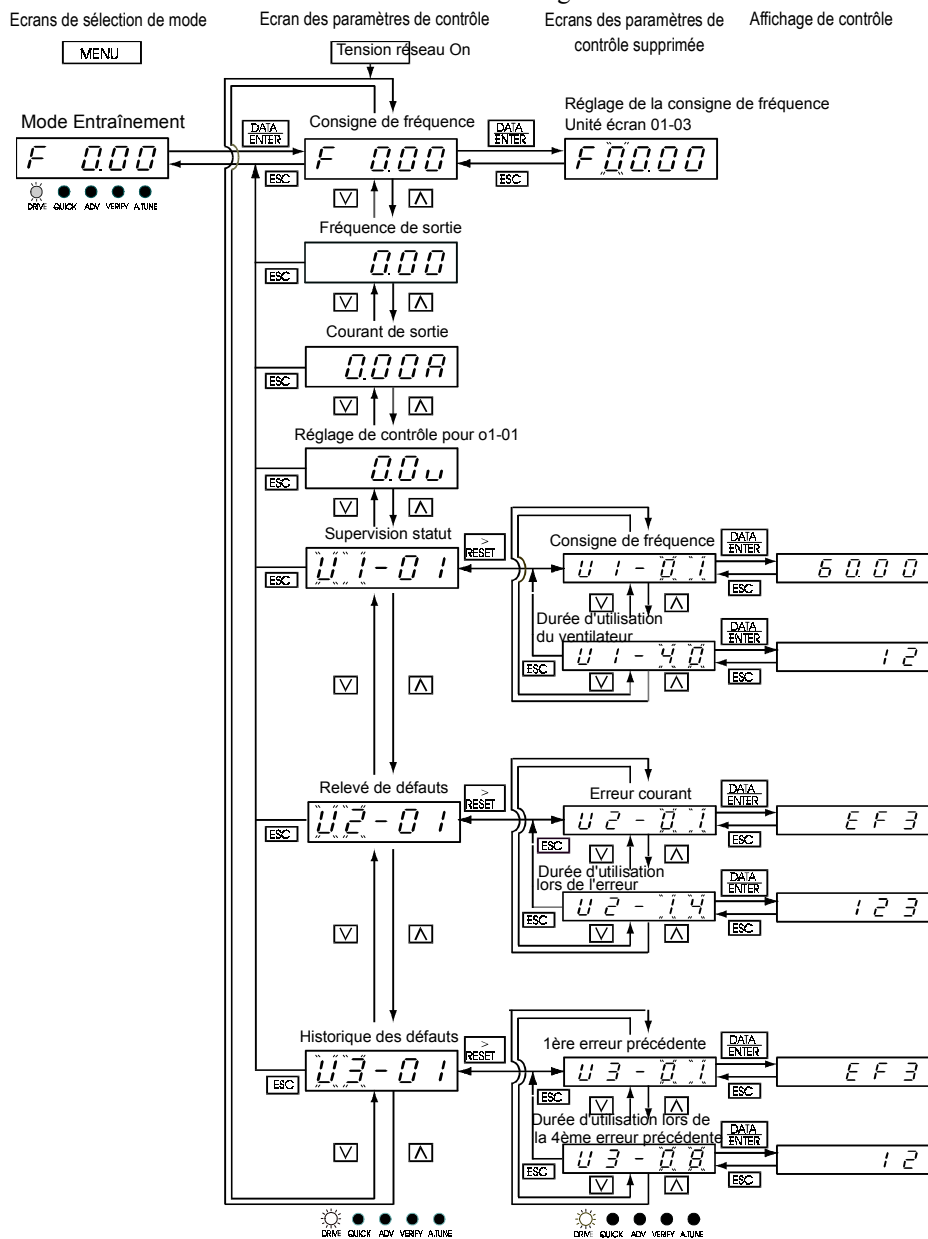 Ecrans de sélection de mode
Ecran des paramètres de contrôle
Ecrans des paramètres de
contrôle supprimée
Affichage de contrôle
MENU
Tension réseau On
Mode Entraînement
F 0.00
DRIVE QUICK ADV VERIFY A.TUNE
DATA
ENTER
ESC
Consigne de fréquence
F 0.00
DATA
ENTER
ESC
Réglage de la consigne de fréquence
Unité écran 01-03
F 00.00
Fréquence de sortie
0.00
ESC
Courant de sortie
0.00A
ESC
Réglage de contrôle pour o1-01
0.0u
ESC
Supervision statut
U1-01
ESC
>
RESET
Consigne de fréquence
U1-01
DATA
ENTER
ESC
60.00
Durée d'utilisation
du ventilateur
U1-40
ESC
DATA
ENTER
ESC
12
Relevé de défauts
U2-01
ESC
>
RESET
Erreur courant
U2-01
ESC
DATA
ENTER
ESC
EF3
Durée d'utilisation
lors de l'erreur
U2-14
ESC
DATA
ENTER
ESC
123
Historique des défauts
U3-01
ESC
>
RESET
1ère erreur précédente
U3-01
ESC
DATA
ENTER
ESC
EF3
Durée d'utilisation lors de
la 4ème erreur précédente
U3-08
ESC
DATA
ENTER
ESC
12
DRIVE QUICK ADV VERIFY A.TUNE
DRIVE QUICK ADV VERIFY A.TUNE